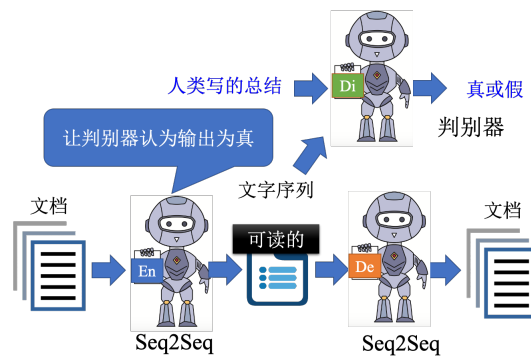 人类写的总结
Di
真或假
判别器
让判别器认为输出为真
文字序列
文档
En
可读的
De
文档
Seq2Seq
Seq2Seq